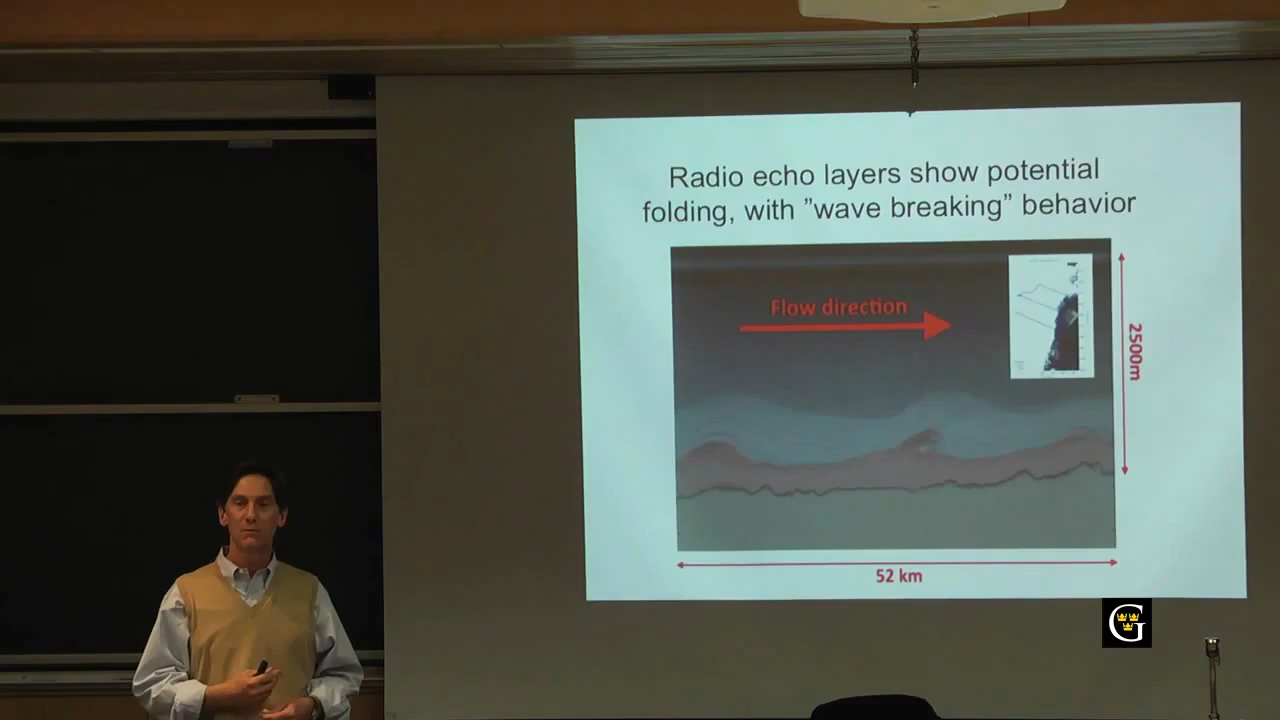 Radio echo layers show potential
folding, with ”wave breaking” behavior
Flow direction
2500m
52 km
G